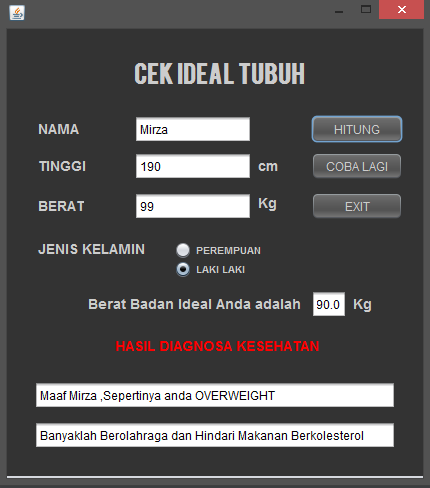 CEK IDEAL TUBUH
NAMA Mirza HITUNG
TINGGI 190 cm COBA LAGI
BERAT 99 Kg EXIT
JENIS KELAMIN PEREMPUAN
LAKI LAKI
Berat Badan Ideal Anda adalah 90.0 Kg
HASIL DIAGNOSA KESEHATAN
Maaf Mirza ,Sepertinya anda OVERWEIGHT
Banyaklah Berolahraga dan Hindari Makanan Berkolesterol